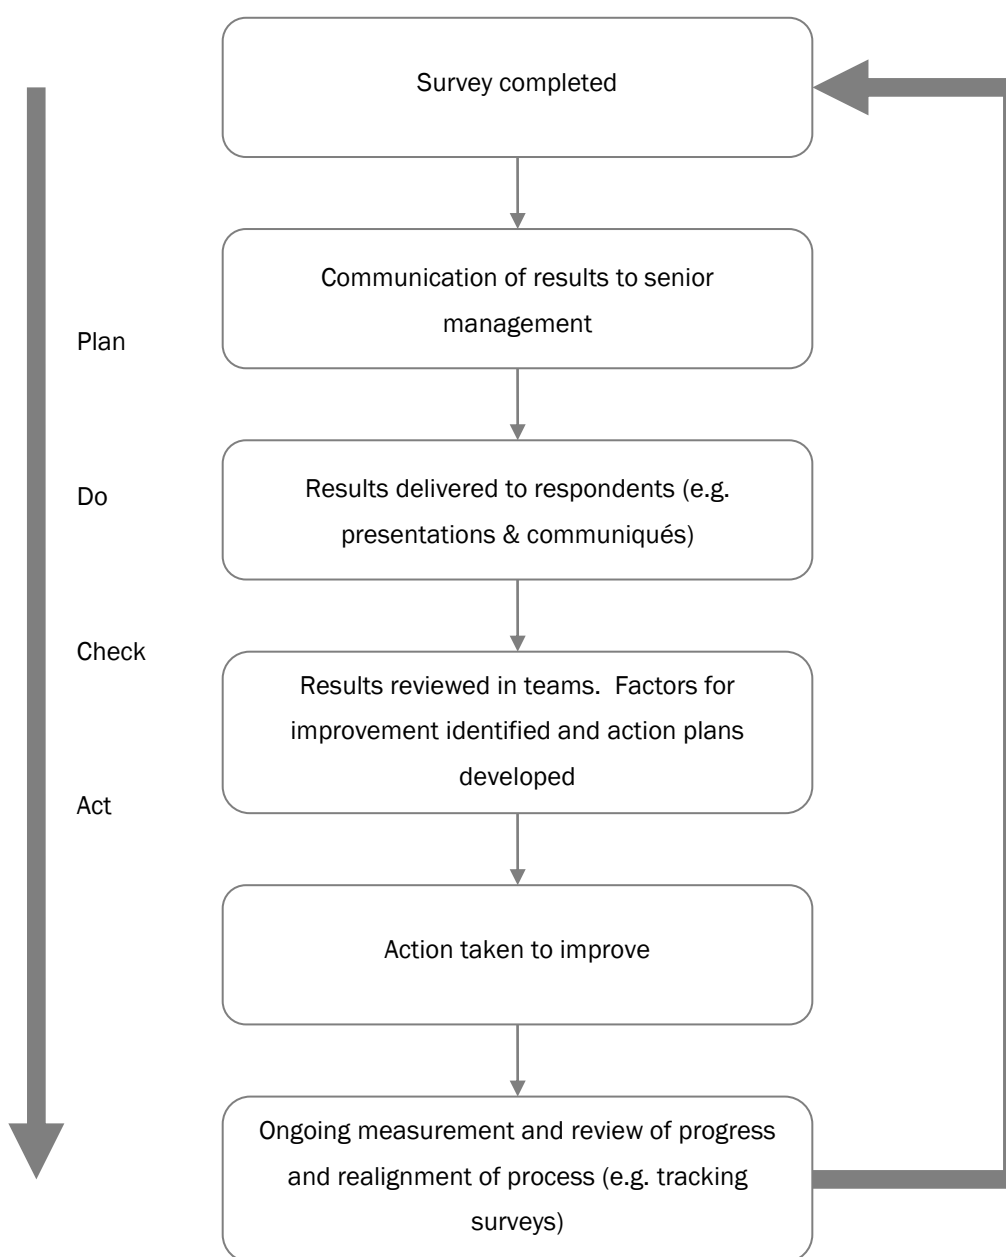 Survey completed
Communication of results to senior
management
Plan
Results delivered to respondents (e.g.
presentations & communiqués)
Do
Check
Results reviewed in teams.  Factors for
improvement identified and action plans
developed
Act
Action taken to improve
Ongoing measurement and review of progress
and realignment of process (e.g. tracking
surveys)